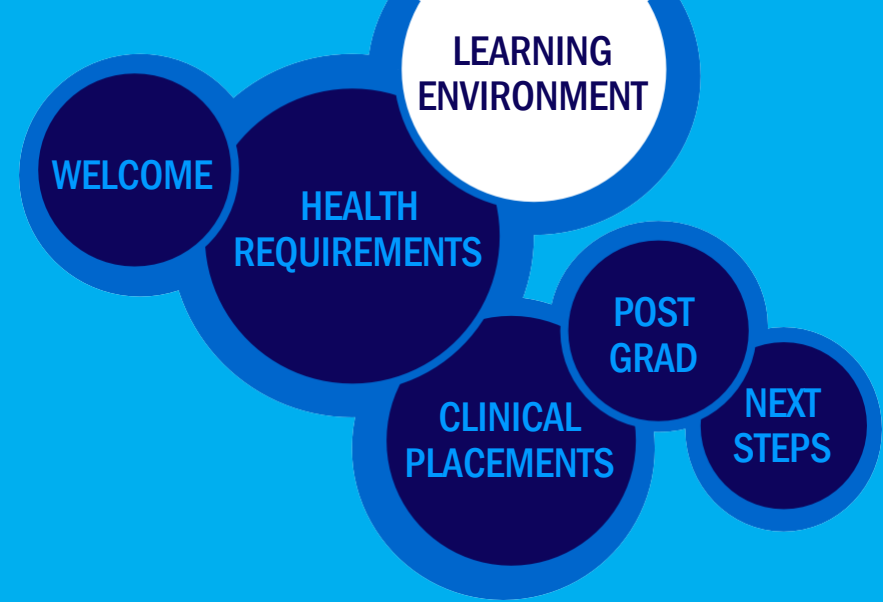 LEARNING
ENVIRONMENT
WELCOME
HEALTH
REQUIREMENTS
POST
GRAD
CLINICAL
PLACEMENTS
NEXT
STEPS